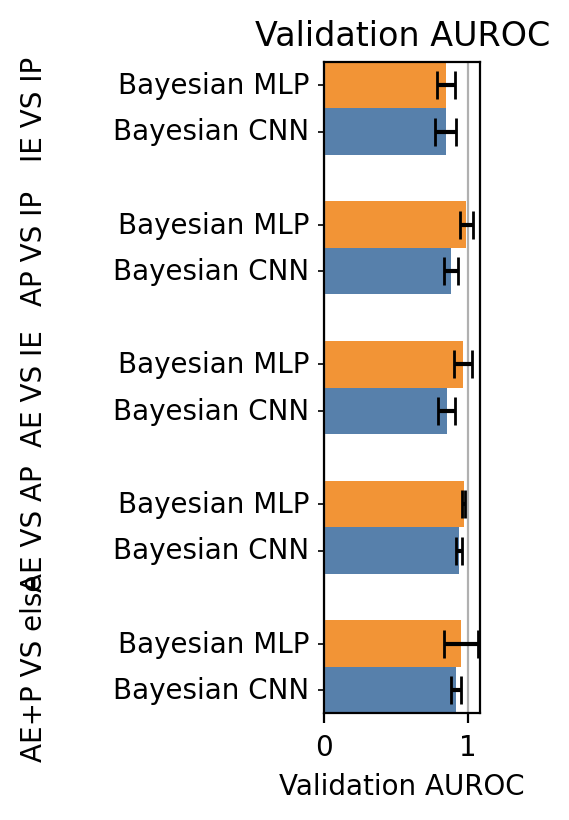 Validation AUROC
IE VS IP
Bayesian MLP
Bayesian CNN
AP VS IP
Bayesian MLP
Bayesian CNN
AE VS IE
Bayesian MLP
Bayesian CNN
AE VS AP
Bayesian MLP
Bayesian CNN
AE+P VS else
Bayesian MLP
Bayesian CNN
0 1
Validation AUROC